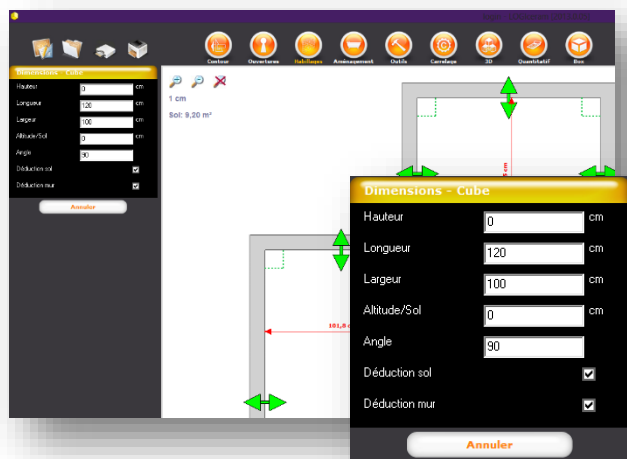 Contour Ouvertures Habillages Aménagement Outils Carrelage 3D Quantitatif Doc
Dimensions - Cube
Hauteur 0 cm
Longueur 120 cm
Largeur 100 cm
Altitude/Sol 0 cm
Angle 90
Déduction sol
Déduction mur
Annuler
1 cm
Sol: 9,20 m²
101,8 c
Dimensions - Cube
Hauteur 0 cm
Longueur 120 cm
Largeur 100 cm
Altitude/Sol 0 cm
Angle 90
Déduction sol
Déduction mur
Annuler